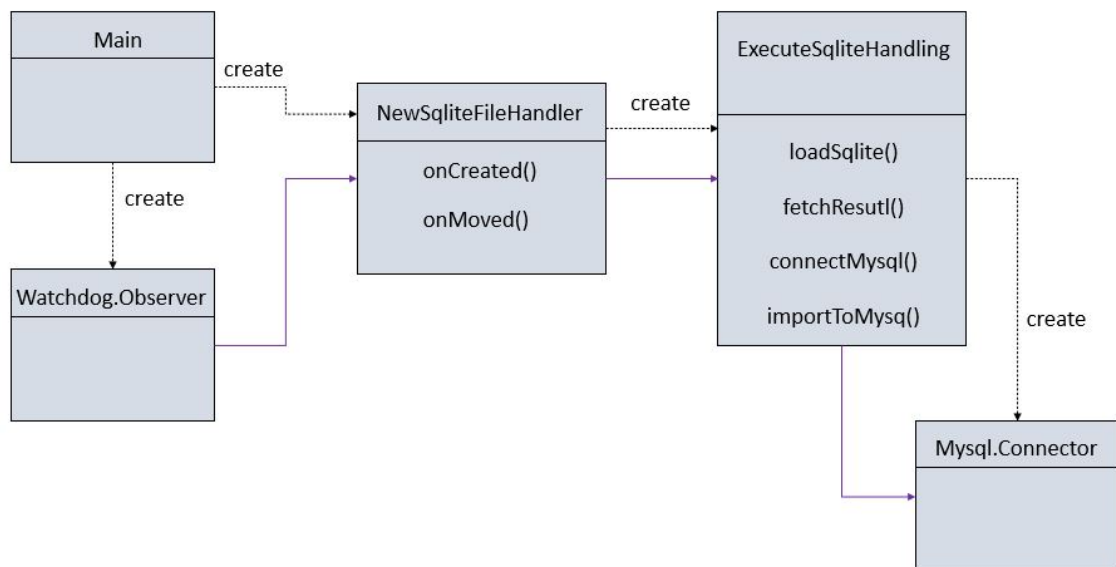 Main
create
create
Watchdog.Observer
NewSqliteFileHandler
onCreated()
onMoved()
create
ExecuteSqliteHandling
loadSqlite()
fetchResutl()
connectMysql()
importToMysq()
create
Mysql.Connector